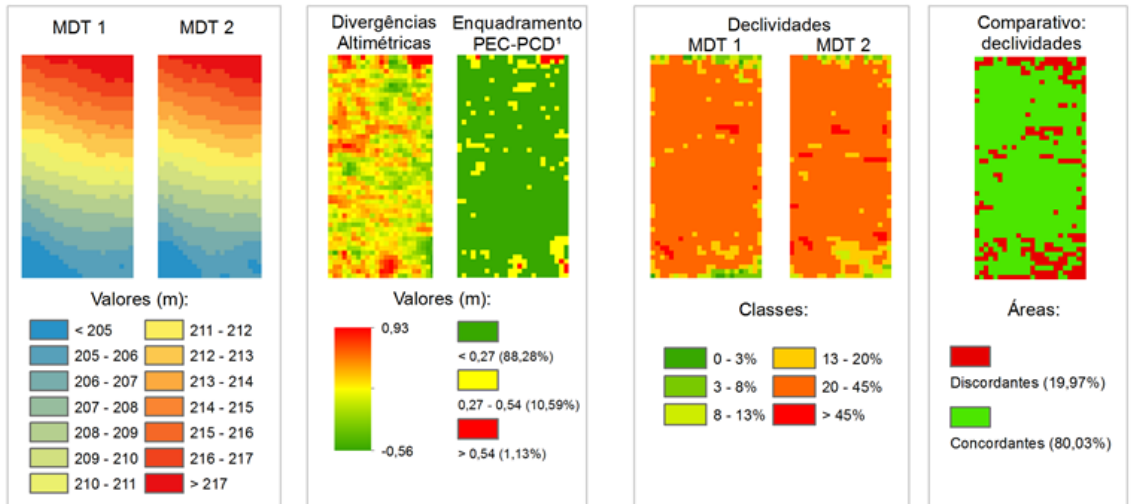 MDT 1
MDT 2
Valores (m):
< 205
205 - 206
206 - 207
207 - 208
208 - 209
209 - 210
210 - 211
211 - 212
212 - 213
213 - 214
214 - 215
215 - 216
216 - 217
> 217
Divergências
Altimétricas
Enquadramento
PEC-PCD¹
Valores (m):
0,93
-0,56
< 0,27 (88,28%)
0,27 - 0,54 (10,59%)
> 0,54 (1,13%)
Declividades
MDT 1
MDT 2
Classes:
0 - 3%
3 - 8%
8 - 13%
13 - 20%
20 - 45%
> 45%
Comparativo:
declividades
Áreas:
Discordantes (19,97%)
Concordantes (80,03%)